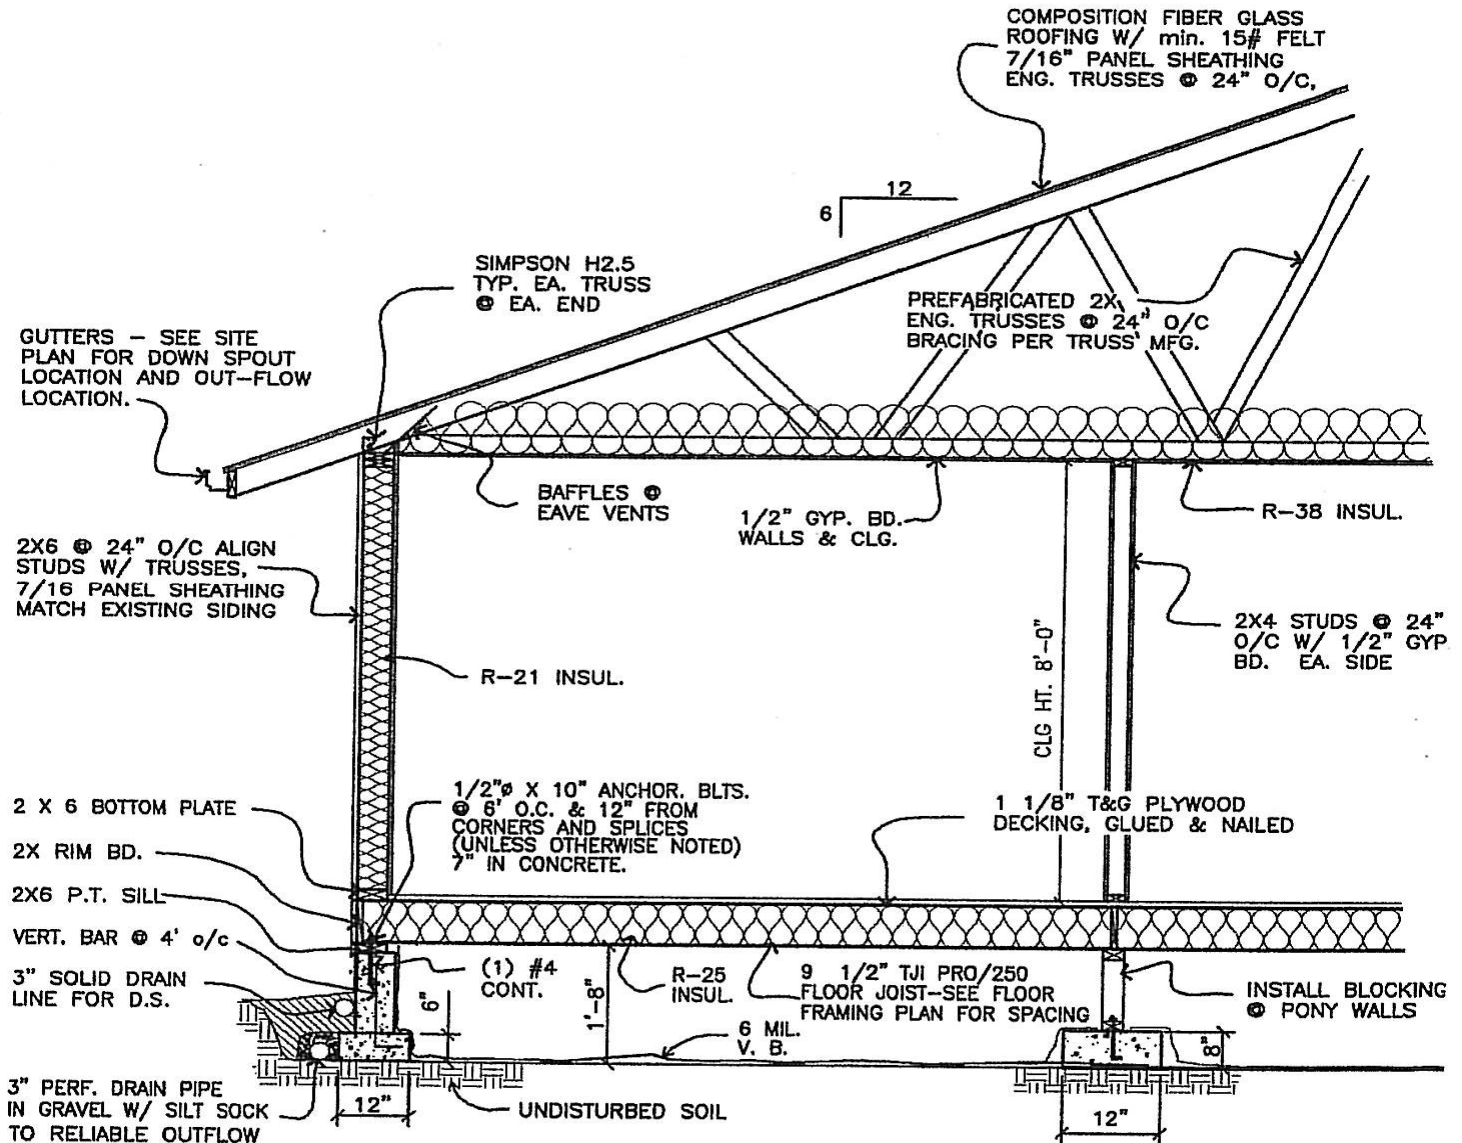 COMPOSITION FIBER GLASS
ROOFING W/ min. 15# FELT
7/16" PANEL SHEATHING
ENG. TRUSSES @ 24" O/C,
12
6
SIMPSON H2.5
TYP. EA. TRUSS
@ EA. END
PREFABRICATED 2X
ENG. TRUSSES @ 24" O/C
BRACING PER TRUSS MFG.
GUTTERS - SEE SITE
PLAN FOR DOWN SPOUT
LOCATION AND OUT-FLOW
LOCATION.
BAFFLES @
EAVE VENTS
1/2" GYP. BD.
WALLS & CLG.
R-38 INSUL.
2X6 @ 24" O/C ALIGN
STUDS W/ TRUSSES,
7/16 PANEL SHEATHING
MATCH EXISTING SIDING
2X4 STUDS @ 24"
O/C W/ 1/2" GYP
BD. EA. SIDE
R-21 INSUL.
CLG HT. 8'-0"
2 X 6 BOTTOM PLATE
1/2"ø X 10" ANCHOR. BLTS.
@ 6' O.C. & 12" FROM
CORNERS AND SPLICES
(UNLESS OTHERWISE NOTED)
7" IN CONCRETE.
1 1/8" T&G PLYWOOD
DECKING, GLUED & NAILED
2X RIM BD.
2X6 P.T. SILL
VERT. BAR @ 4' o/c
3" SOLID DRAIN
LINE FOR D.S.
(1) #4
CONT.
6"
1'-8"
R-25
INSUL.
9 1/2" TJI PRO/250
FLOOR JOIST-SEE FLOOR
FRAMING PLAN FOR SPACING
INSTALL BLOCKING
@ PONY WALLS
6 MIL.
V. B.
8"
3" PERF. DRAIN PIPE
IN GRAVEL W/ SILT SOCK
TO RELIABLE OUTFLOW
12"
UNDISTURBED SOIL
12"